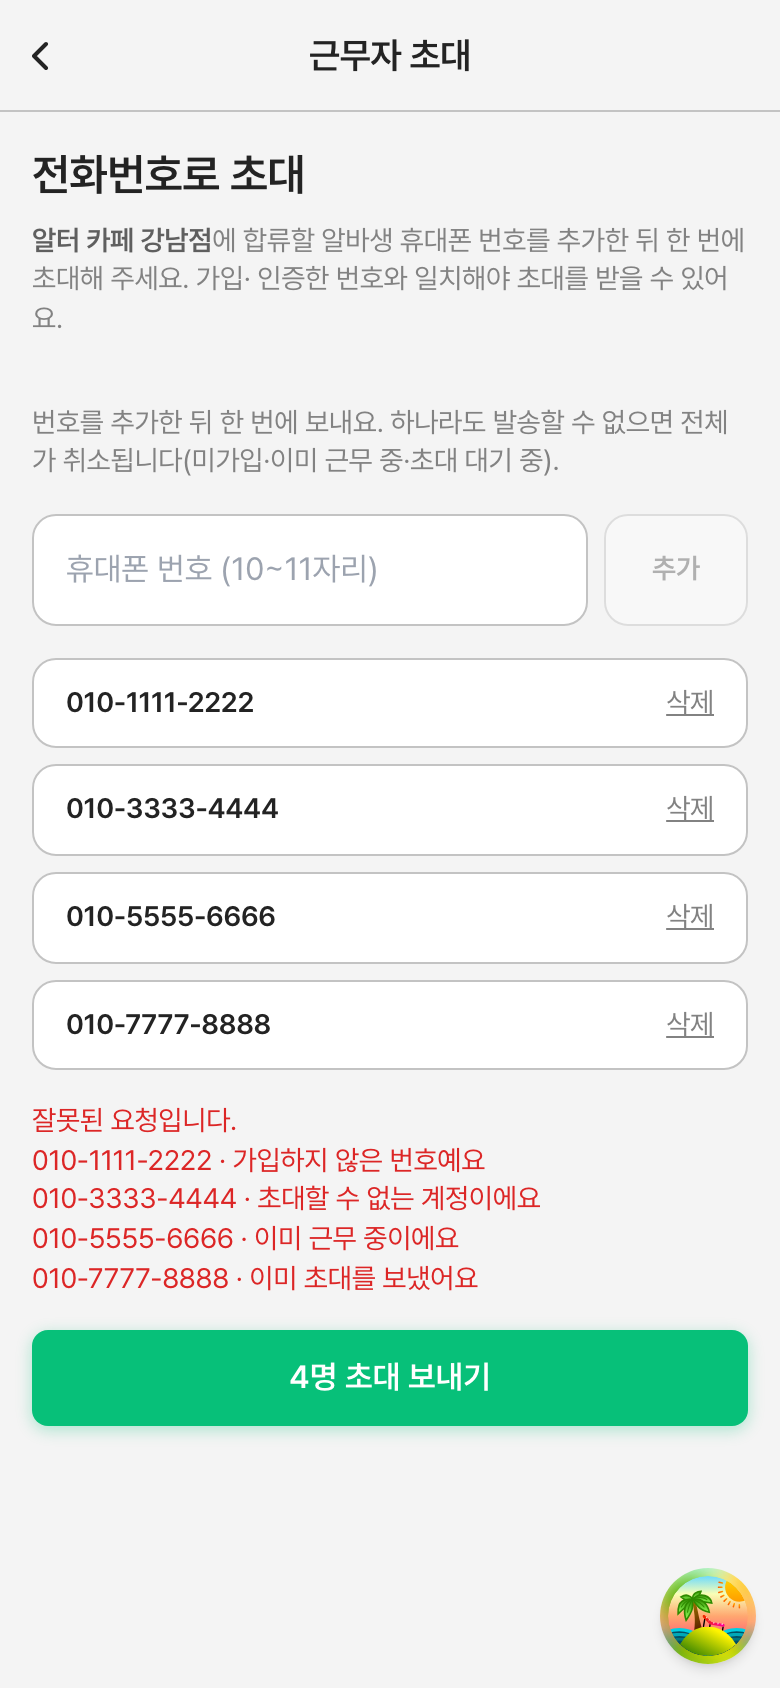 근무자 초대
전화번호로 초대
알터 카페 강남점에 합류할 알바생 휴대폰 번호를 추가한 뒤 한 번에
초대해 주세요. 가입· 인증한 번호와 일치해야 초대를 받을 수 있어
요.
번호를 추가한 뒤 한 번에 보내요. 하나라도 발송할 수 없으면 전체
가 취소됩니다(미가입·이미 근무 중·초대 대기 중).
휴대폰 번호 (10~11자리)
추가
010-1111-2222 삭제
010-3333-4444 삭제
010-5555-6666 삭제
010-7777-8888 삭제
잘못된 요청입니다.
010-1111-2222 · 가입하지 않은 번호예요
010-3333-4444 · 초대할 수 없는 계정이에요
010-5555-6666 · 이미 근무 중이에요
010-7777-8888 · 이미 초대를 보냈어요
4명 초대 보내기